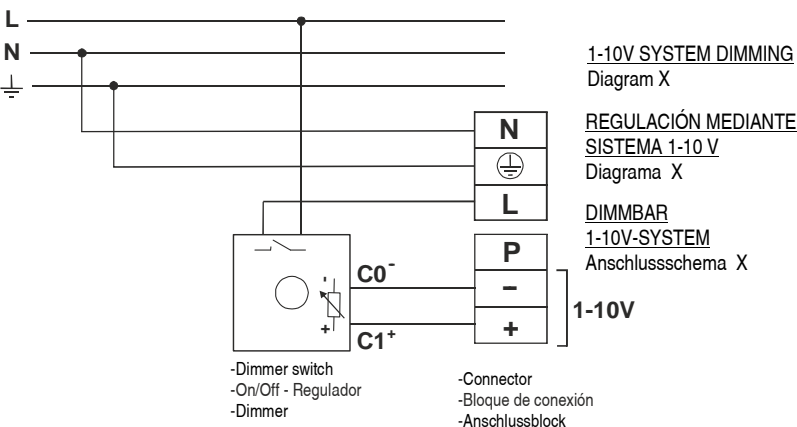 L
N
1-10V SYSTEM DIMMING
Diagram X
REGULACIÓN MEDIANTE
SISTEMA 1-10 V
Diagrama X
DIMMBAR
1-10V-SYSTEM
Anschlussschema X
N
L
P
−
+
1-10V
C0-
C1+
-
+
-Dimmer switch
-On/Off - Regulador
-Dimmer
-Connector
-Bloque de conexión
-Anschlussblock